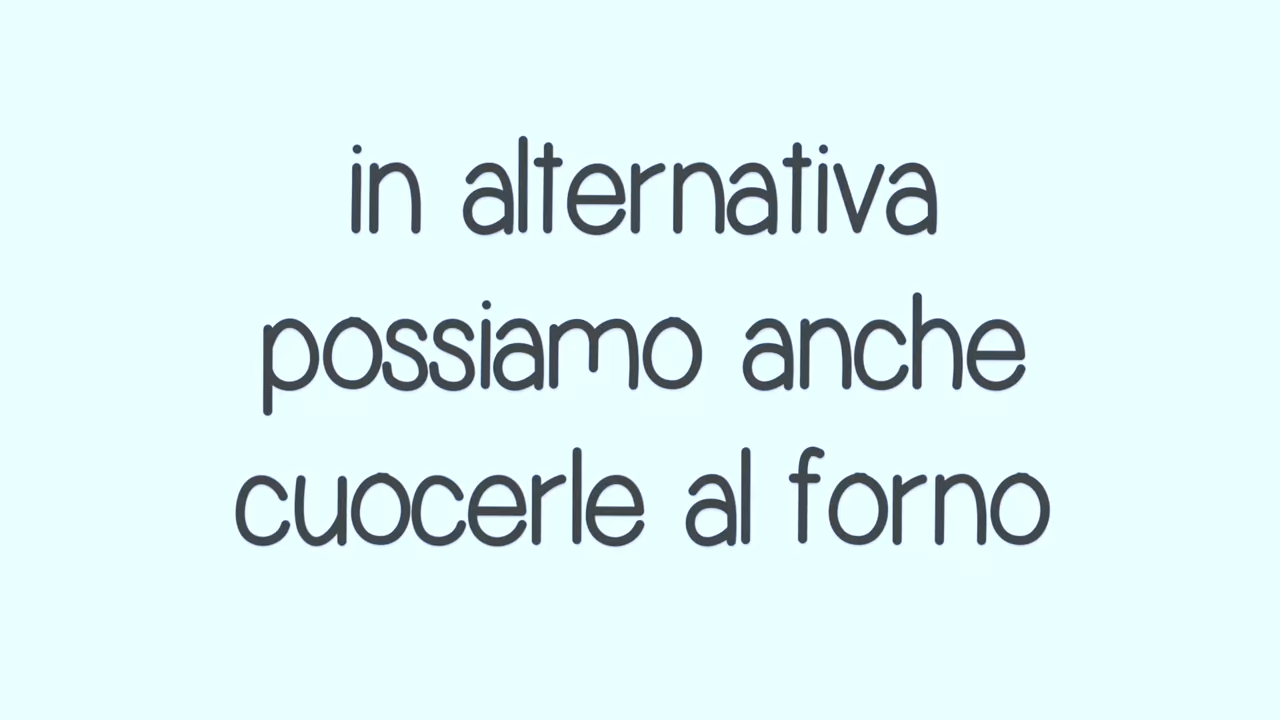 in alternativa
possiamo anche
cuocerle al forno